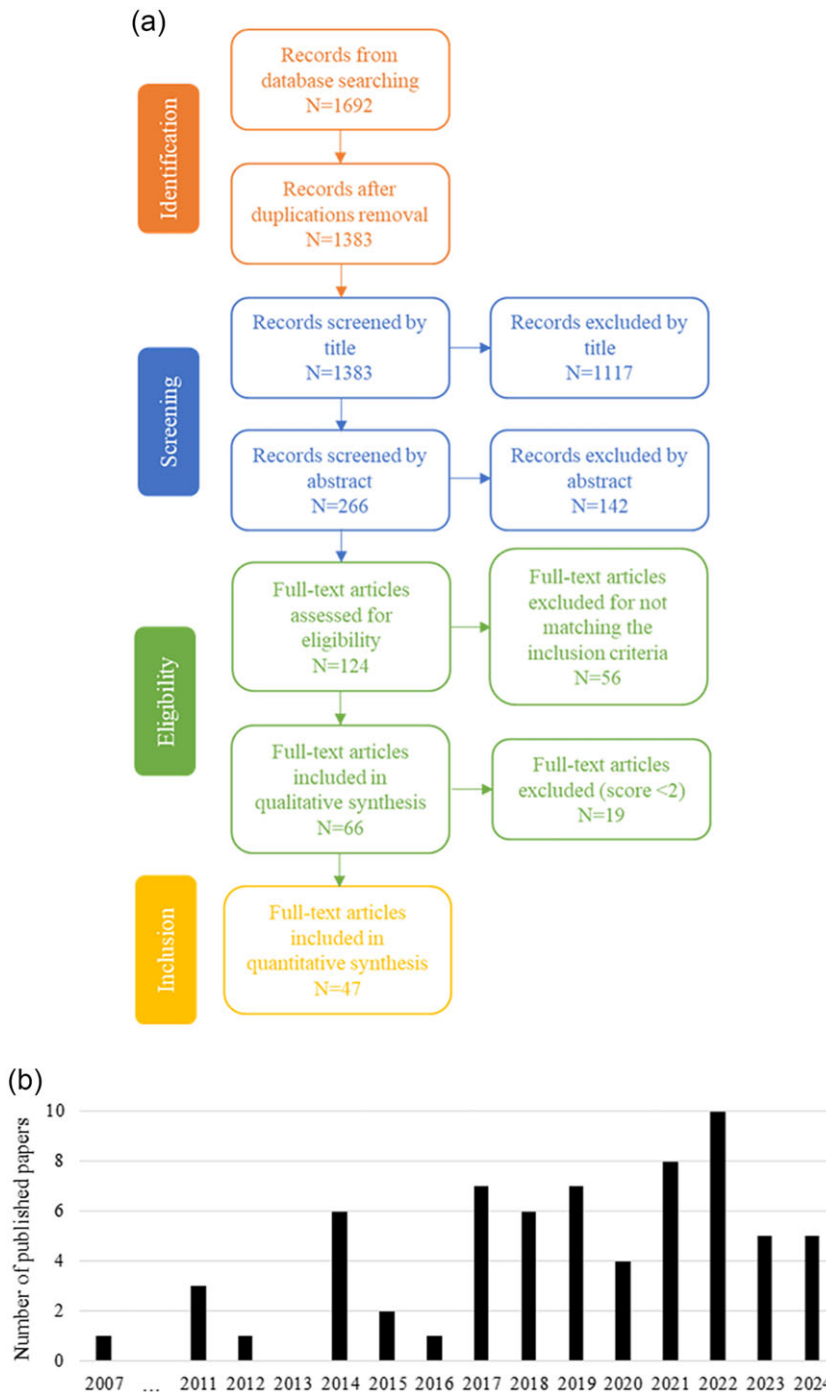 (a)
Identification
Records from
database searching
N=1692
Records after
duplications removal
N=1383
Screening
Records screened by
title
N=1383
Records excluded by
title
N=1117
Records screened by
abstract
N=266
Records excluded by
abstract
N=142
Eligibility
Full-text articles
assessed for
eligibility
N=124
Full-text articles
excluded for not
matching the
inclusion criteria
N=56
Full-text articles
included in
qualitative synthesis
N=66
Full-text articles
excluded (score <2)
N=19
Inclusion
Full-text articles
included in
quantitative synthesis
N=47
(b)
Number of published papers
10
8
6
4
2
0
2007 ... 2011 2012 2013 2014 2015 2016 2017 2018 2019 2020 2021 2022 2023 2024